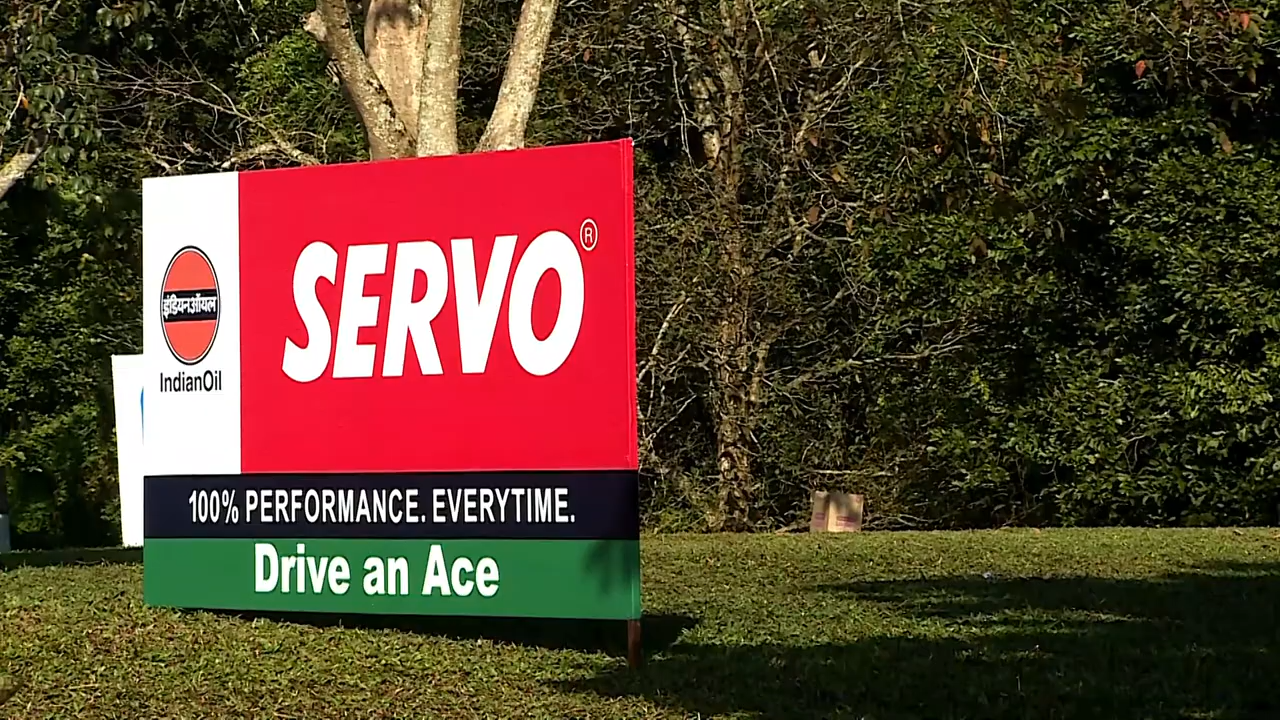 SERVO®
इंडियनऑयल
IndianOil
100% PERFORMANCE. EVERYTIME.
Drive an Ace